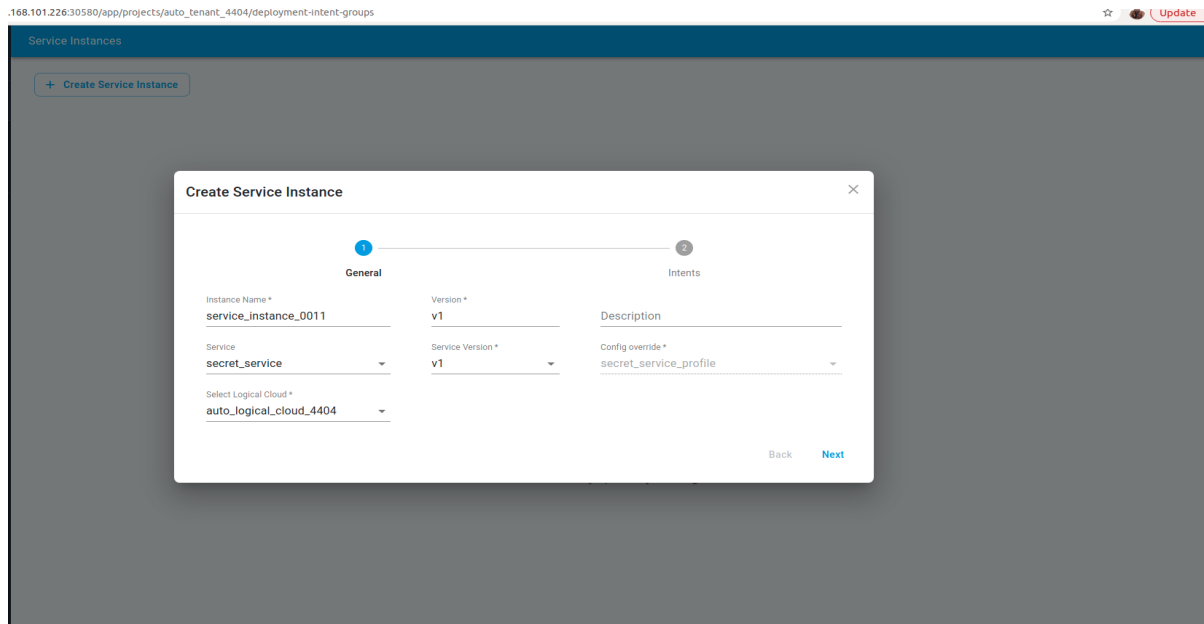 .168.101.226:30580/app/projects/auto_tenant_4404/deployment-intent-groups
Update
Service Instances
+ Create Service Instance
Create Service Instance
1
2
General
Intents
Instance Name *
Version *
service_instance_0011
v1
Description
Service
Service Version *
Config override *
secret_service
v1
secret_service_profile
Select Logical Cloud *
auto_logical_cloud_4404
Back
Next